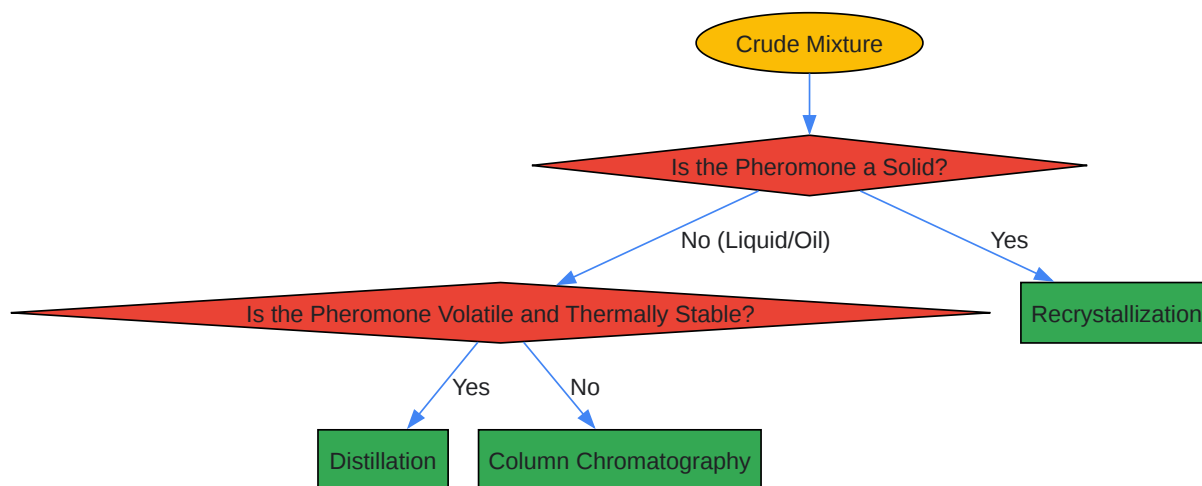 Crude Mixture
Is the Pheromone a Solid?
No (Liquid/Oil)
Yes
Is the Pheromone Volatile and Thermally Stable?
Recrystallization
Yes
No
Distillation
Column Chromatography